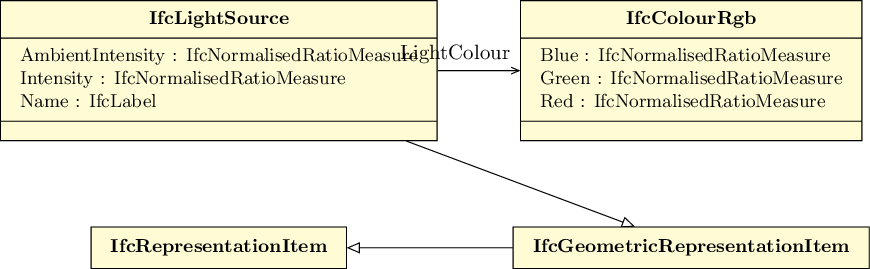 IfcLightSource
AmbientIntensity : IfcNormalisedRatioMeasure
Intensity : IfcNormalisedRatioMeasure
Name : IfcLabel
LightColour
IfcColourRgb
Blue : IfcNormalisedRatioMeasure
Green : IfcNormalisedRatioMeasure
Red : IfcNormalisedRatioMeasure
IfcRepresentationItem
IfcGeometricRepresentationItem